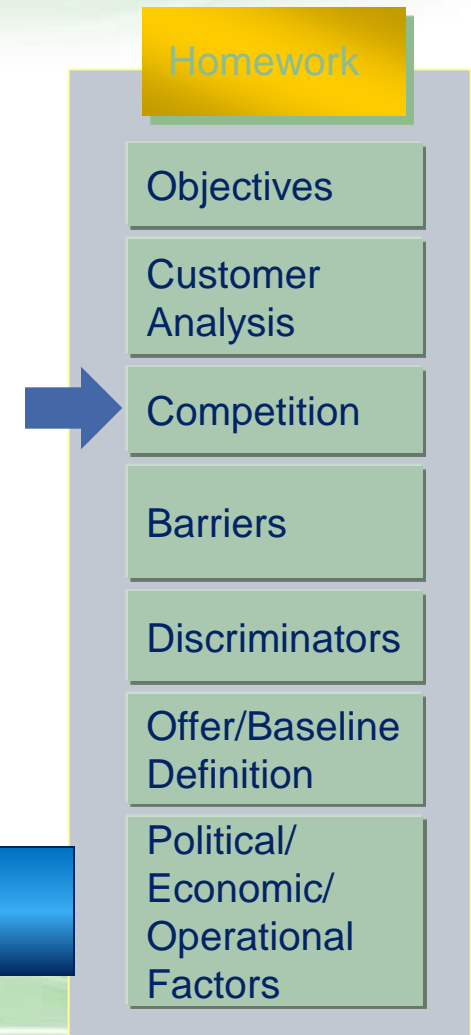 Homework
Objectives
Customer
Analysis
Competition
Barriers
Discriminators
Offer/Baseline
Definition
Political/
Economic/
Operational
Factors